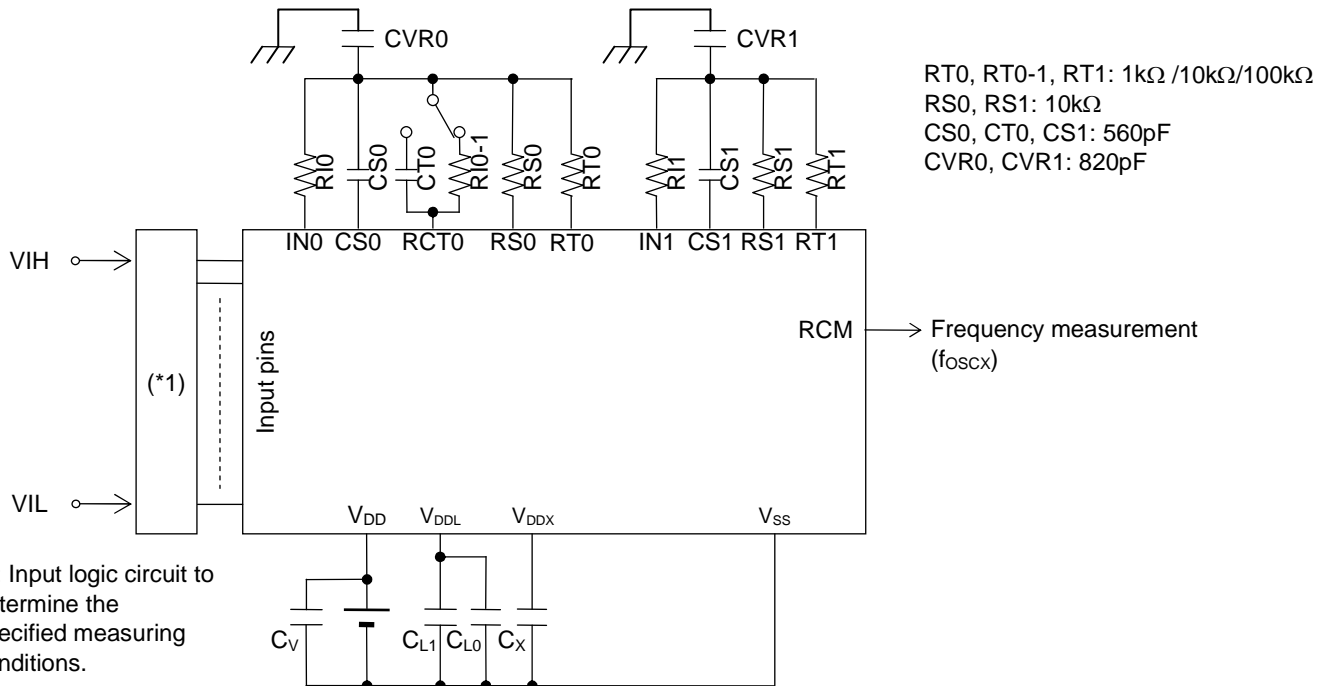 CVR0
CVR1
RT0, RT0-1, RT1: 1kΩ /10kΩ/100kΩ
RS0, RS1: 10kΩ
CS0, CT0, CS1: 560pF
CVR0, CVR1: 820pF
RI0
CS0
CT0
RI0-1
RS0
RT0
RI1
CS1
RS1
RT1
IN0 CS0 RCT0 RS0 RT0 IN1 CS1 RS1 RT1
VIH
(*1)
Input pins
RCM
Frequency measurement
(fOSCX)
VIL
VDD VDDL VDDX VSS
Input logic circuit to
termine the
ecified measuring
nditions.
CV CL1 CL0 CX